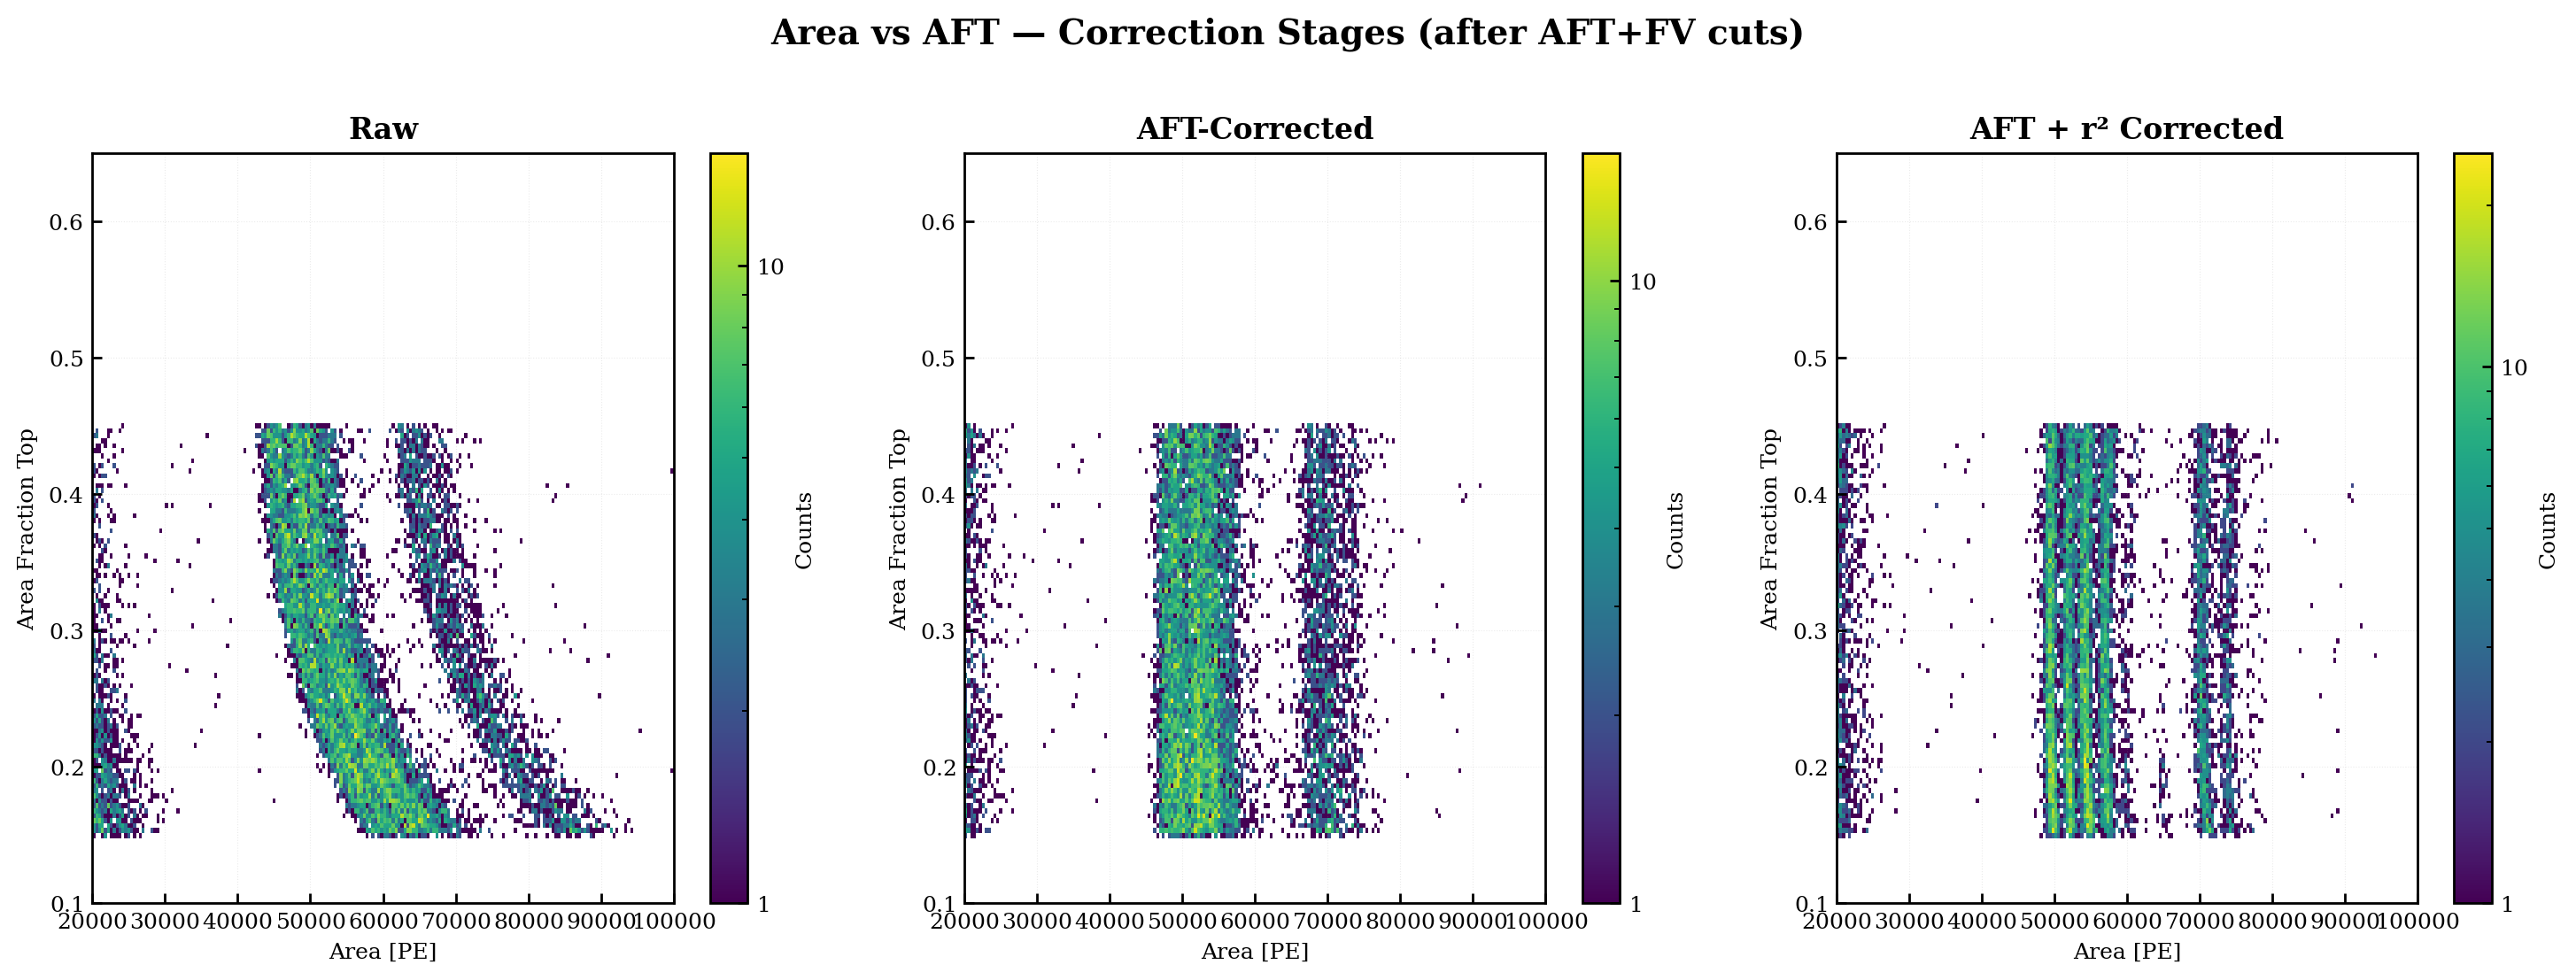 Area vs AFT — Correction Stages (after AFT+FV cuts)
Raw
AFT-Corrected
AFT + r² Corrected
Area Fraction Top
0.6
0.5
0.4
0.3
0.2
0.1
20000 30000 40000 50000 60000 70000 80000 90000 100000
Area [PE]
10
1
Counts
Area Fraction Top
0.6
0.5
0.4
0.3
0.2
0.1
20000 30000 40000 50000 60000 70000 80000 90000 100000
Area [PE]
10
1
Counts
Area Fraction Top
0.6
0.5
0.4
0.3
0.2
0.1
20000 30000 40000 50000 60000 70000 80000 90000 100000
Area [PE]
10
1
Counts